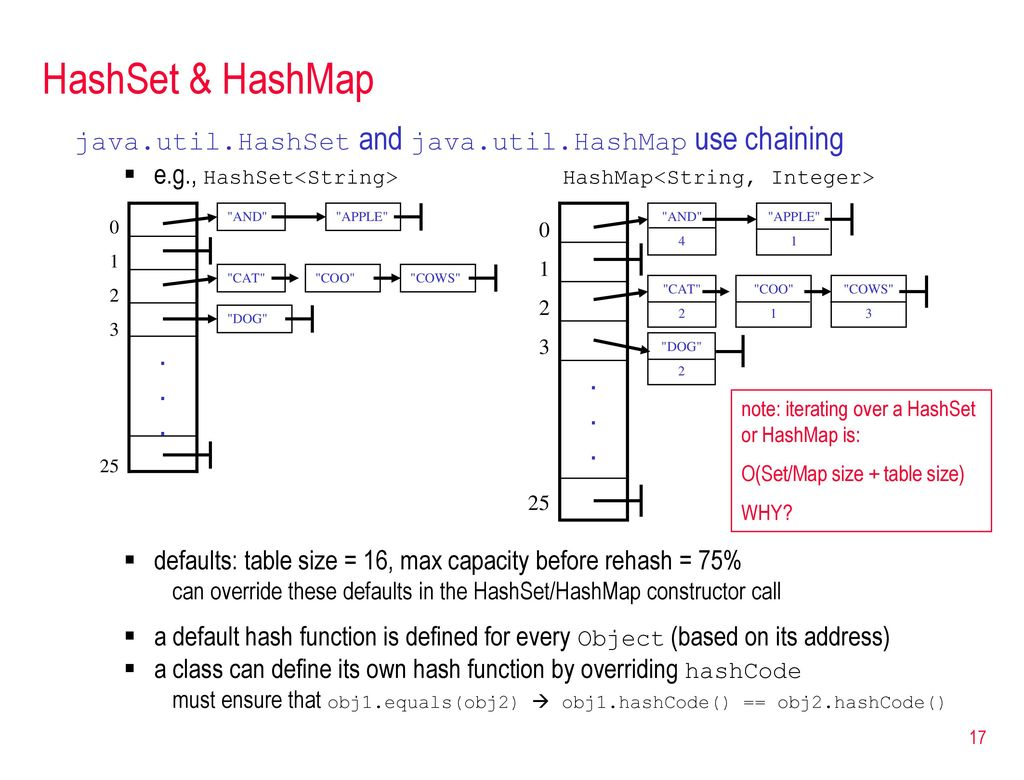 HashSet & HashMap
java.util.HashSet and java.util.HashMap use chaining
▪ e.g., HashSet<String> HashMap<String, Integer>
0 "AND" "APPLE"
1
2 "CAT" "COO" "COWS"
3 "DOG"
.
.
.
25
0 "AND" "APPLE"
4 1
1
2 "CAT" "COO" "COWS"
2 1 3
3 "DOG"
2
.
.
.
25
note: iterating over a HashSet
or HashMap is:
O(Set/Map size + table size)
WHY?
▪ defaults: table size = 16, max capacity before rehash = 75%
can override these defaults in the HashSet/HashMap constructor call
▪ a default hash function is defined for every Object (based on its address)
▪ a class can define its own hash function by overriding hashCode
must ensure that obj1.equals(obj2) → obj1.hashCode() == obj2.hashCode()
17